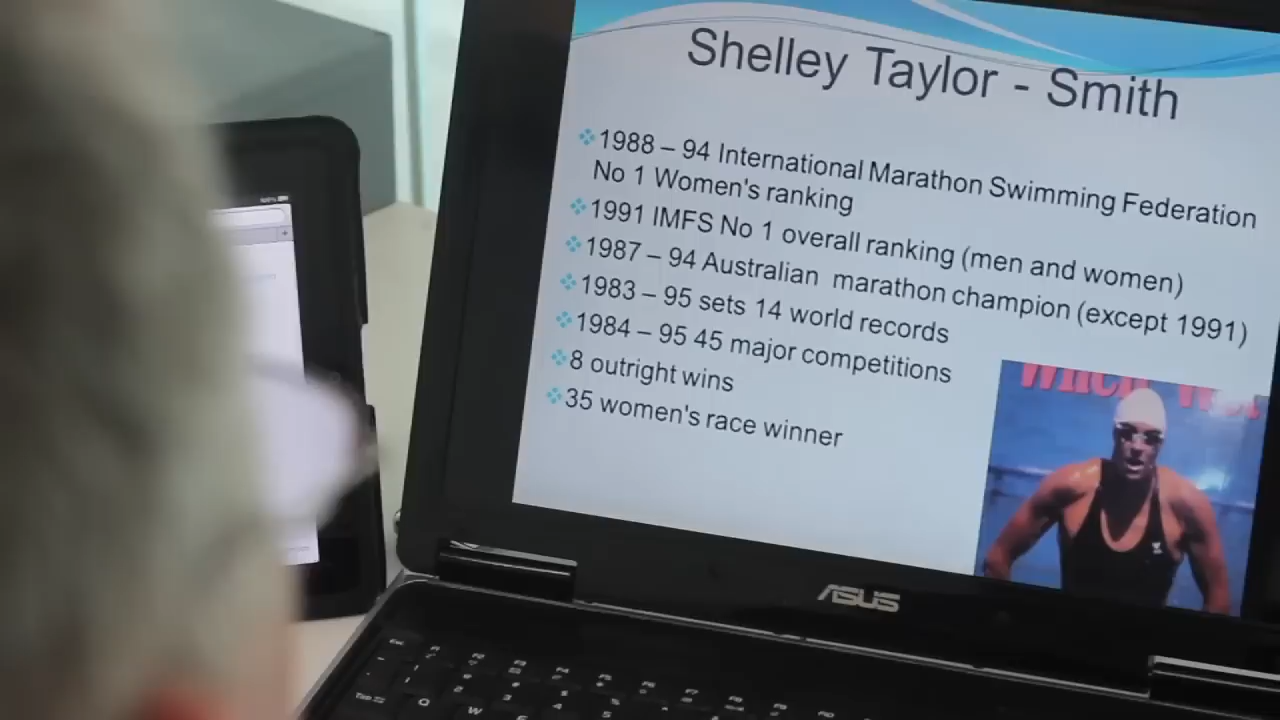 Shelley Taylor - Smith
1988 – 94 International Marathon Swimming Federation
No 1 Women's ranking
1991 IMFS No 1 overall ranking (men and women)
1987 – 94 Australian marathon champion (except 1991)
1983 – 95 sets 14 world records
1984 – 95 45 major competitions
8 outright wins
35 women's race winner
ASUS
Esc
Tab
Q
W